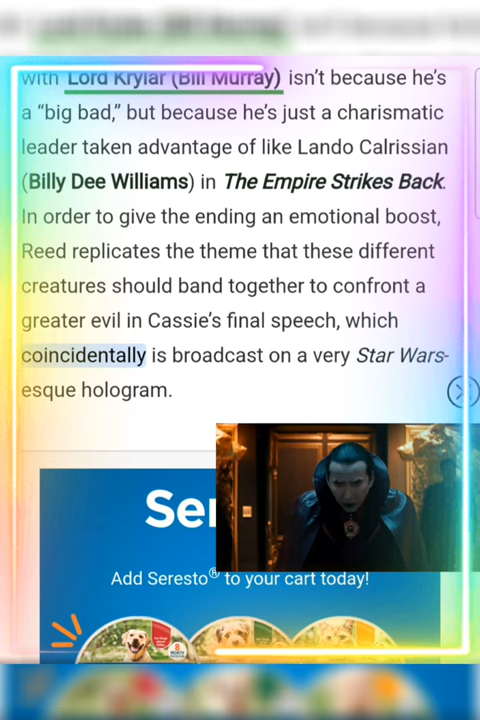 with Lord Krylar (Bill Murray) isn’t because he’s
a “big bad,” but because he’s just a charismatic
leader taken advantage of like Lando Calrissian
(Billy Dee Williams) in The Empire Strikes Back.
In order to give the ending an emotional boost,
Reed replicates the theme that these different
creatures should band together to confront a
greater evil in Cassie’s final speech, which
coincidentally is broadcast on a very Star Wars-
esque hologram.
Ser
Add Seresto® to your cart today!
8
MONTH